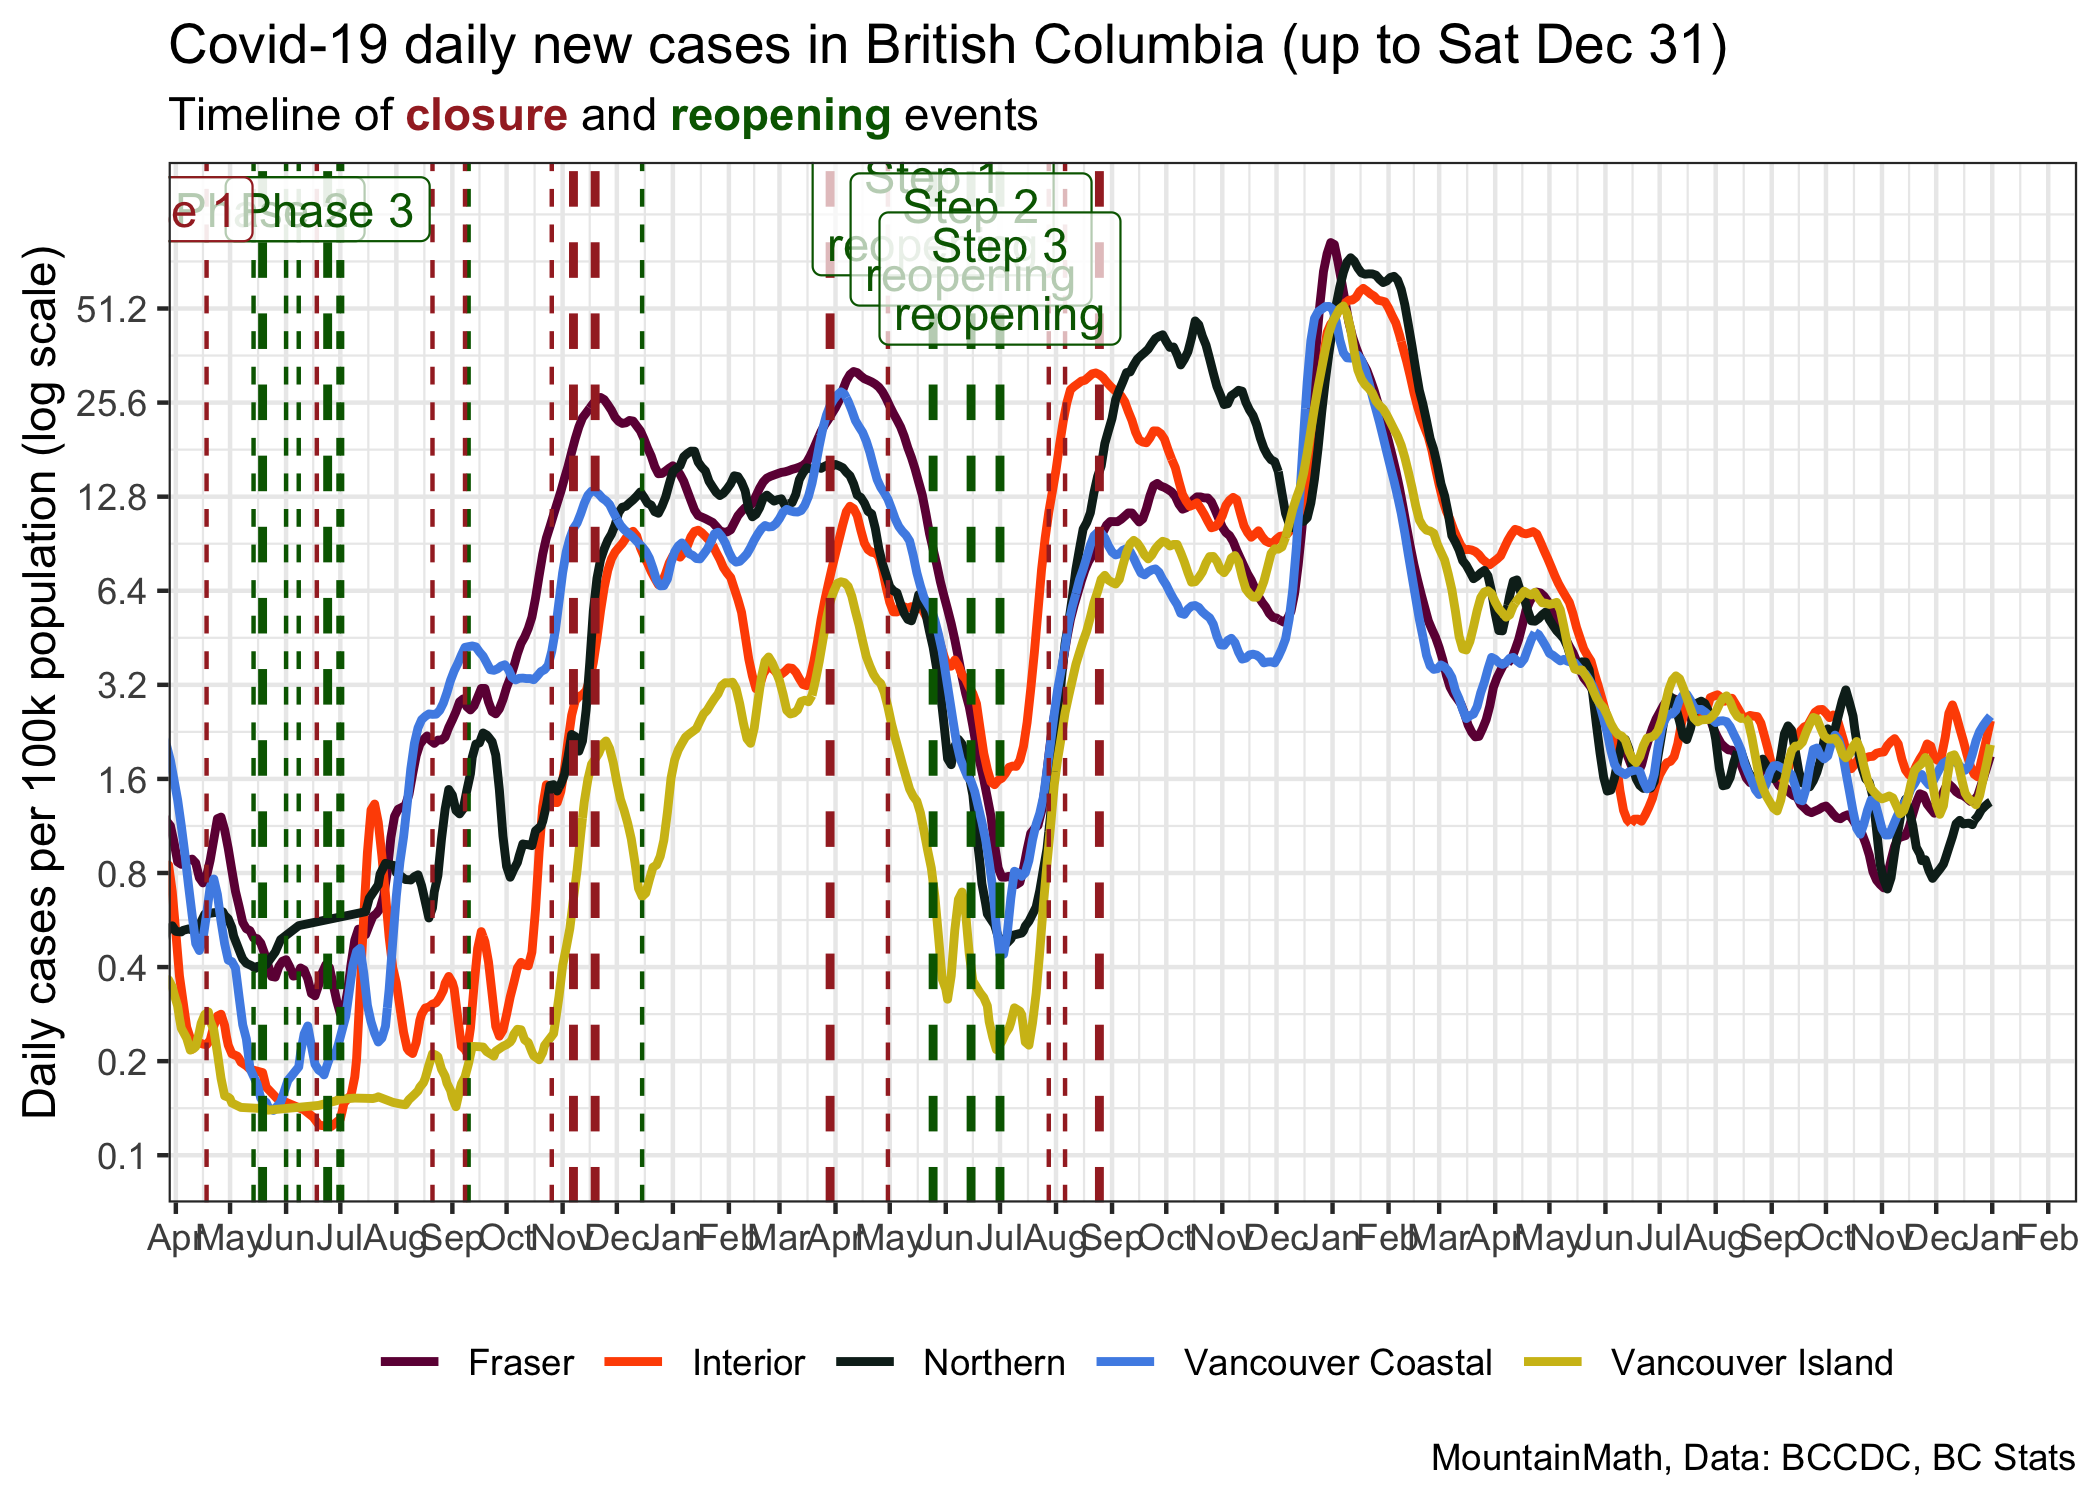 Covid-19 daily new cases in British Columbia (up to Sat Dec 31)
Timeline of closure and reopening events
e 1
Phase 2
Phase 3
Step 1
reopening
Step 2
reopening
Step 3
reopening
Daily cases per 100k population (log scale)
51.2
25.6
12.8
6.4
3.2
1.6
0.8
0.4
0.2
0.1
Apr May Jun Jul Aug Sep Oct Nov Dec Jan Feb Mar Apr May Jun Jul Aug Sep Oct Nov Dec Jan Feb Mar Apr May Jun Jul Aug Sep Oct Nov Dec Jan Feb
Fraser Interior Northern Vancouver Coastal Vancouver Island
MountainMath, Data: BCCDC, BC Stats